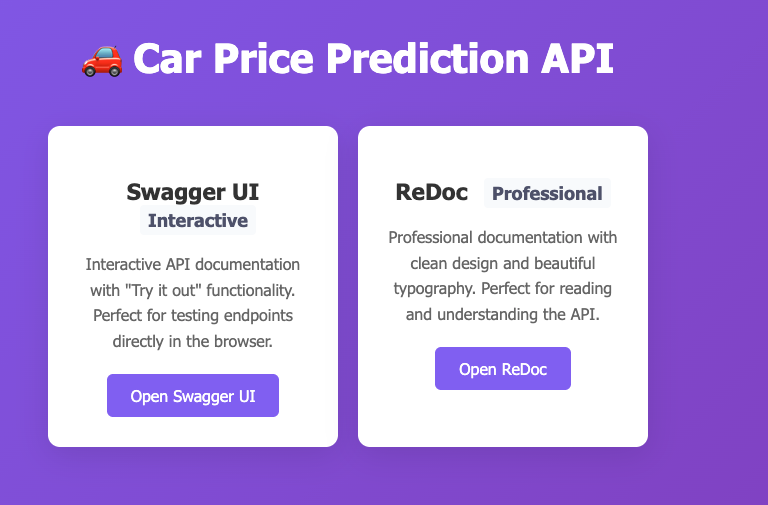 🚗 Car Price Prediction API
Swagger UI
Interactive
Interactive API documentation
with "Try it out" functionality.
Perfect for testing endpoints
directly in the browser.
Open Swagger UI
ReDoc Professional
Professional documentation with
clean design and beautiful
typography. Perfect for reading
and understanding the API.
Open ReDoc